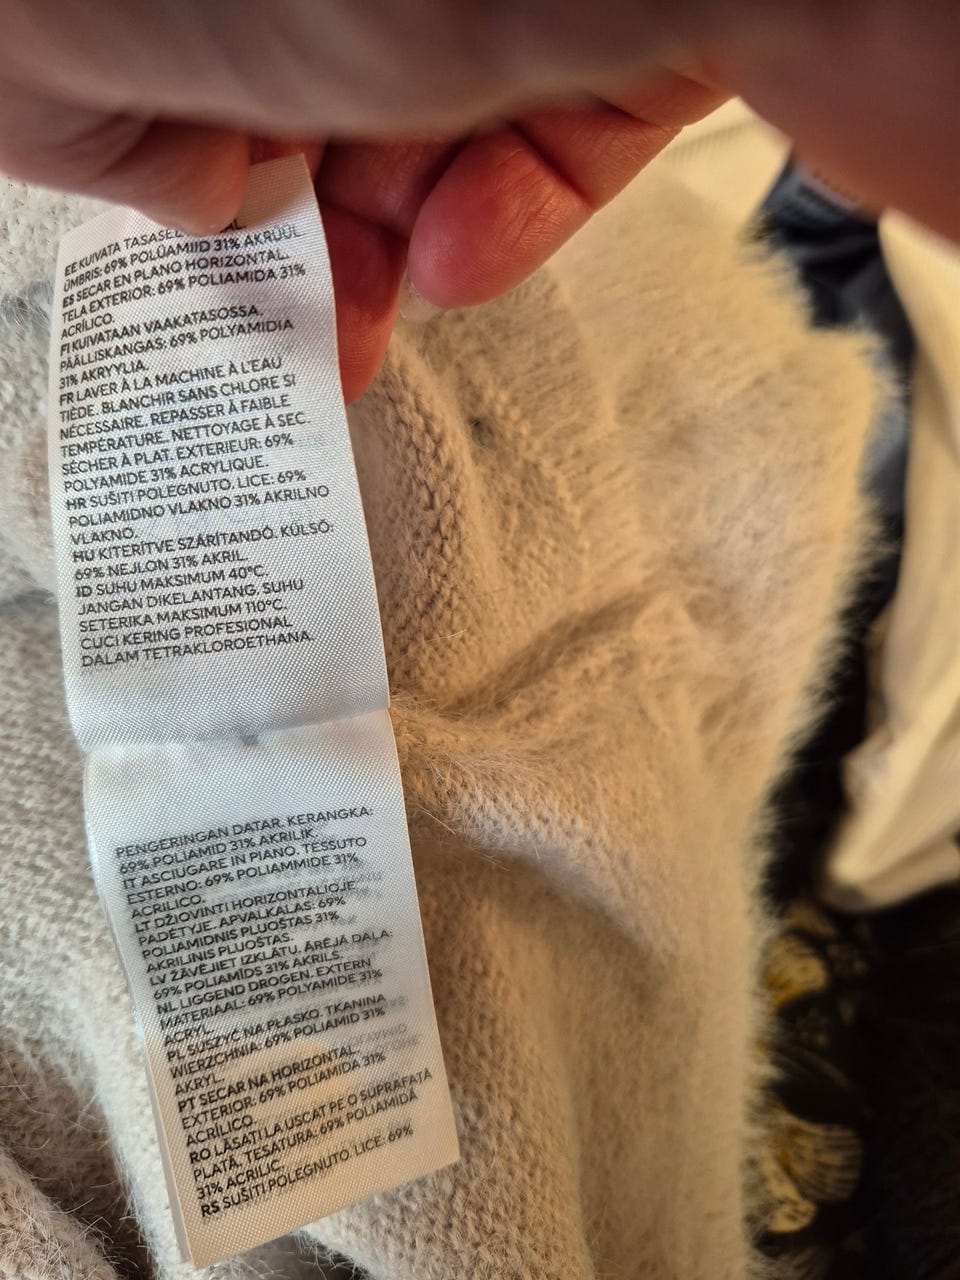 EE KUIVATA TASASEL
ÜMBRIS: 69% POLÜAMIID 31% AKRÜÜL
ES SECAR EN PLANO HORIZONTAL.
TELA EXTERIOR: 69% POLIAMIDA 31%
ACRÍLICO.
FI KUIVATAAN VAAKATASOSSA.
PÄÄLLISKANGAS: 69% POLYAMIDIA
31% AKRYYLIA.
FR LAVER À LA MACHINE À L'EAU
TIÈDE. BLANCHIR SANS CHLORE SI
NÉCESSAIRE. REPASSER À FAIBLE
TEMPÉRATURE. NETTOYAGE À SEC.
SÉCHER À PLAT. EXTERIEUR: 69%
POLYAMIDE 31% ACRYLIQUE.
HR SUŠITI POLEGNUTO. LICE: 69%
POLIAMIDNO VLAKNO 31% AKRILNO
VLAKNO.
HU KITERÍTVE SZÁRÍTANDÓ. KÜLSŐ:
69% NEJLON 31% AKRIL
ID SUHU MAKSIMUM 40°C.
JANGAN DIKELANTANG. SUHU
SETERIKA MAKSIMUM 110°C.
CUCI KERING PROFESIONAL
DALAM TETRAKLOROETHANA.
PENGERINGAN DATAR. KERANGKA:
69% POLIAMID 31% AKRILIK.
IT ASCIUGARE IN PIANO. TESSUTO
ESTERNO: 69% POLIAMMIDE 31%
ACRILICO.
LT DŽIOVINTI HORIZONTALIOJE
PADĖTYJE. APVALKALAS: 69%
POLIAMIDNIS PLUOŠTAS 31%
AKRILINIS PLUOŠTAS.
LV ŽĀVĒJIET IZKLĀTU. ĀRĒJĀ DAĻA:
69% POLIAMĪDS 31% AKRILS.
NL LIGGEND DROGEN. EXTERN
MATERIAAL: 69% POLYAMIDE 31%
ACRYL.
PL SUSZYĆ NA PŁASKO. TKANINA
WIERZCHNIA: 69% POLIAMID 31%
AKRYL.
PT SECAR NA HORIZONTAL.
EXTERIOR: 69% POLIAMIDA 31%
ACRÍLICO.
RO LĂSAȚI LA USCAT PE O SUPRAFAȚĂ
PLATĂ. TESATURA: 69% POLIAMIDĂ
31% ACRILIC.
RS SUŠITI POLEGNUTO. LICE: 69%